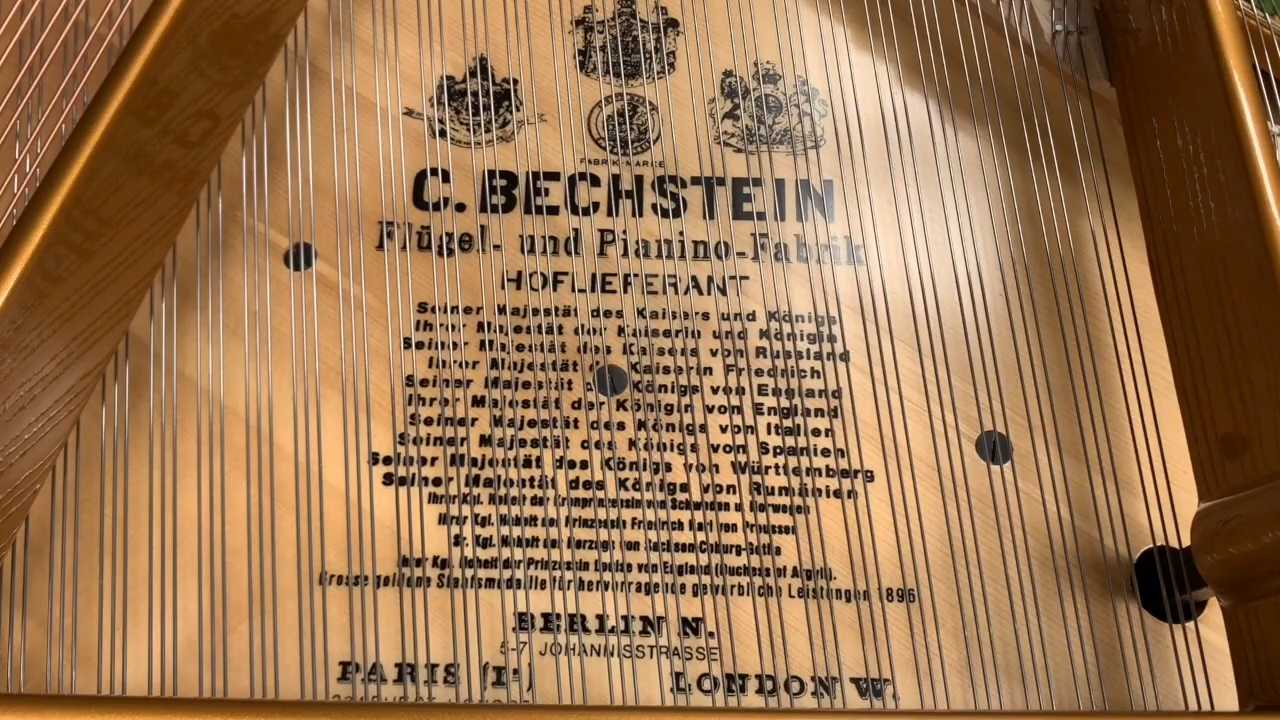 FABRIK-MARKE
C. BECHSTEIN
Flügel- und Pianino-Fabrik
HOFLIEFERANT
Seiner Majestät des Kaisers und Königs
Ihrer Majestät der Kaiserin und Königin
Seiner Majestät des Kaisers von Russland
Ihrer Majestät Kaiserin Friedrich
Seiner Majestät des Königs von England
Ihrer Majestät der Königin von England
Seiner Majestät des Königs von Italien
Seiner Majestät des Königs von Spanien
Seiner Majestät des Königs von Württemberg
Seiner Majestät des Königs von Rumänien
Ihrer Kgl. Hoheit der Kronprinzessin von Schweden u. Norwegen
Ihrer Kgl. Hoheit der Prinzessin Friedrich Karl von Preussen
Sr. Kgl. Hoheit des Herzogs von Sachsen-Coburg-Gotha
Ihrer Kgl. Hoheit der Prinzessin Louise von England (Duchess of Argyll).
Grosse goldene Staatsmedaille für hervorragende gewerbliche Leistungen 1896
BERLIN N.
5-7 JOHANNISSTRASSE
PARIS LONDON W.